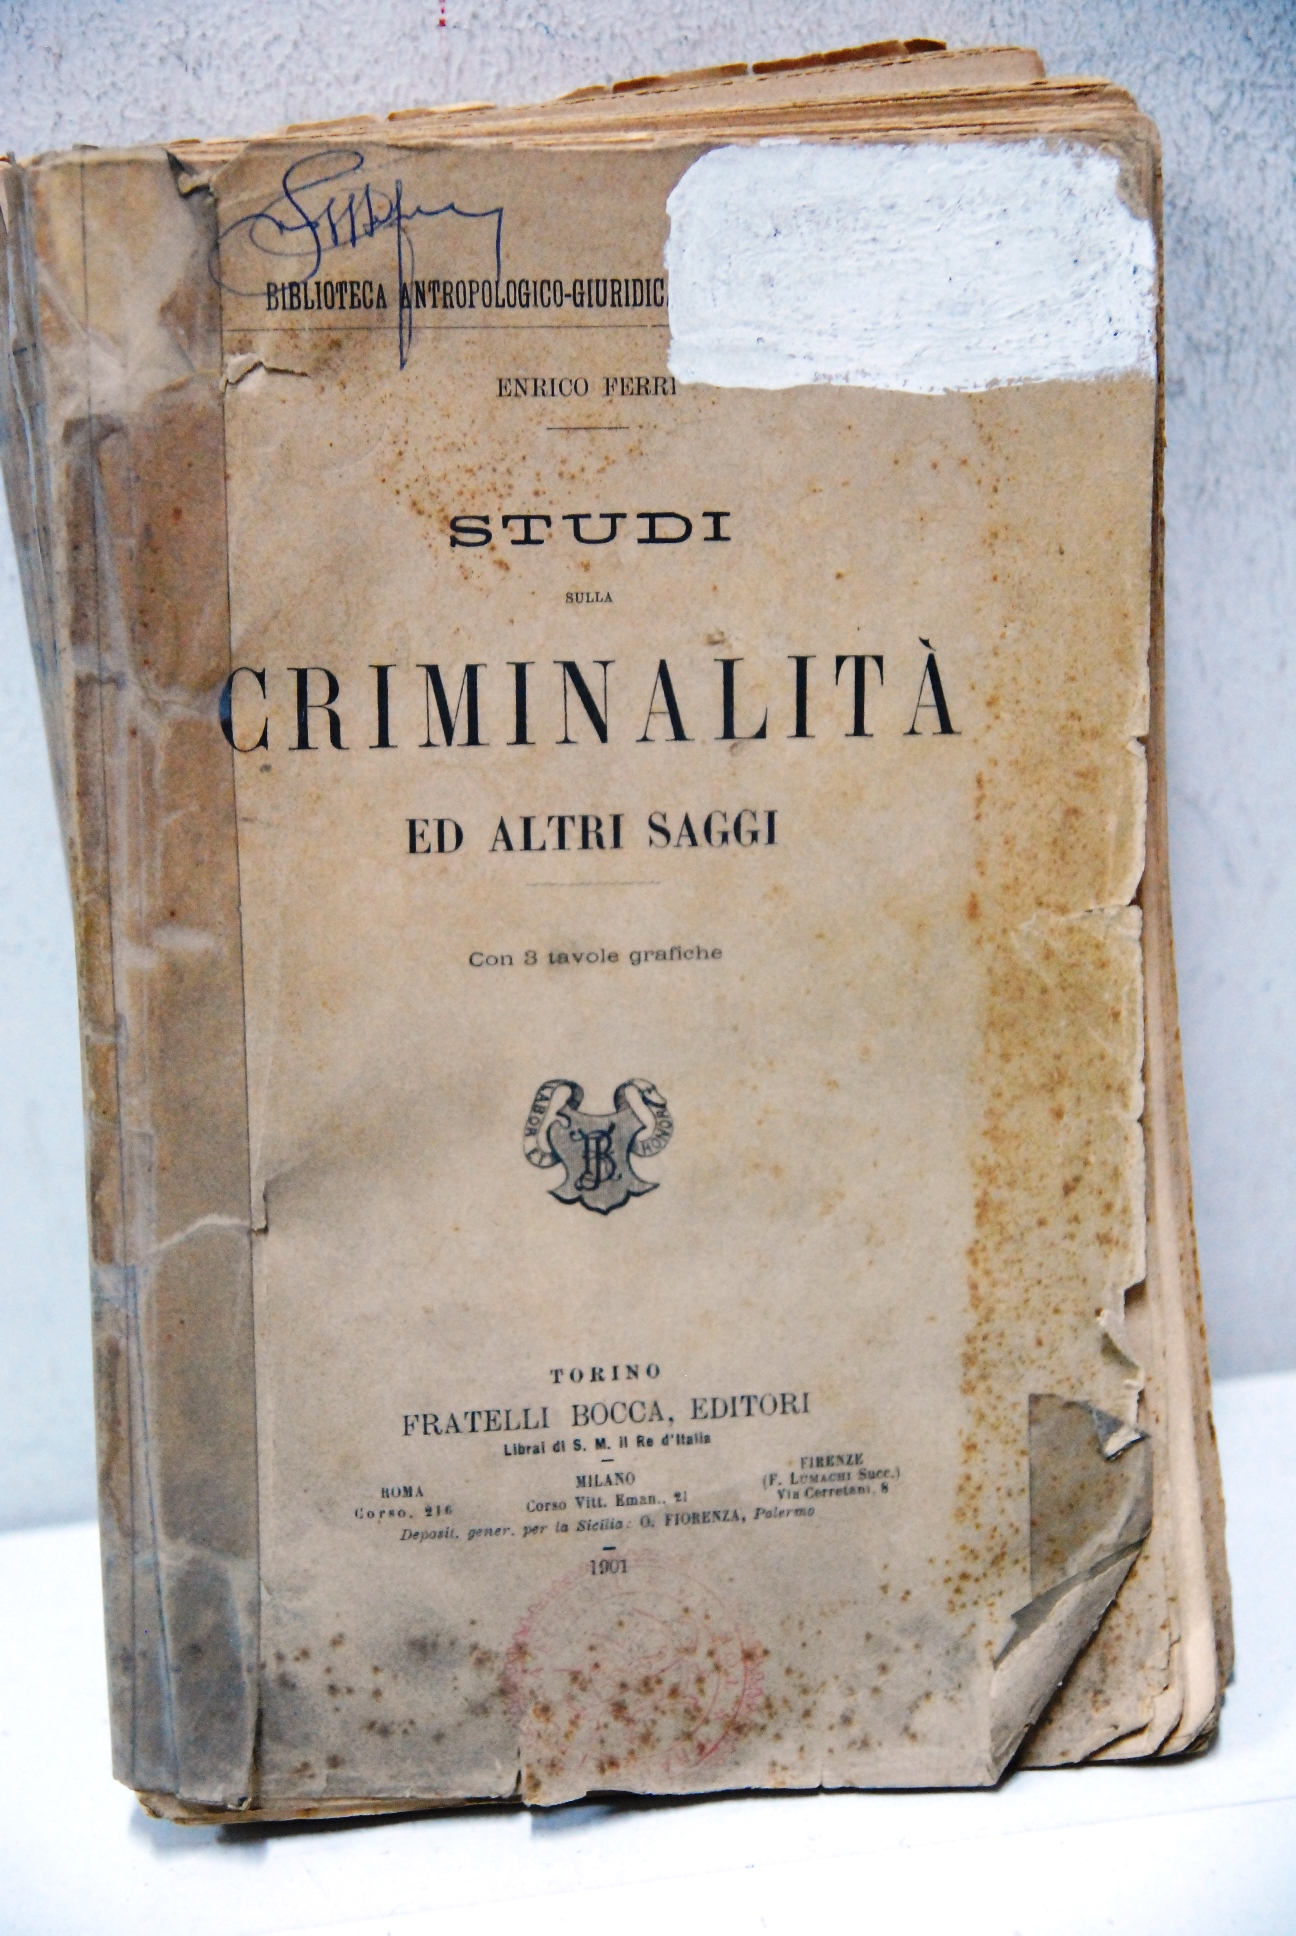 BIBLIOTECA ANTROPOLOGICO-GIURIDIC
ENRICO FERRI
STUDI
SULLA
CRIMINALITÀ
ED ALTRI SAGGI
Con 3 tavole grafiche
LABOR ET HONOR
TORINO
FRATELLI BOCCA, EDITORI
Librai di S. M. il Re d'Italia
ROMA
Corso, 216
MILANO
Corso Vitt. Eman., 21
FIRENZE
(F. LUMACHI Succ.)
Via Cerretani, 8
Deposit. gener. per la Sicilia: O. FIORENZA, Palermo
1901